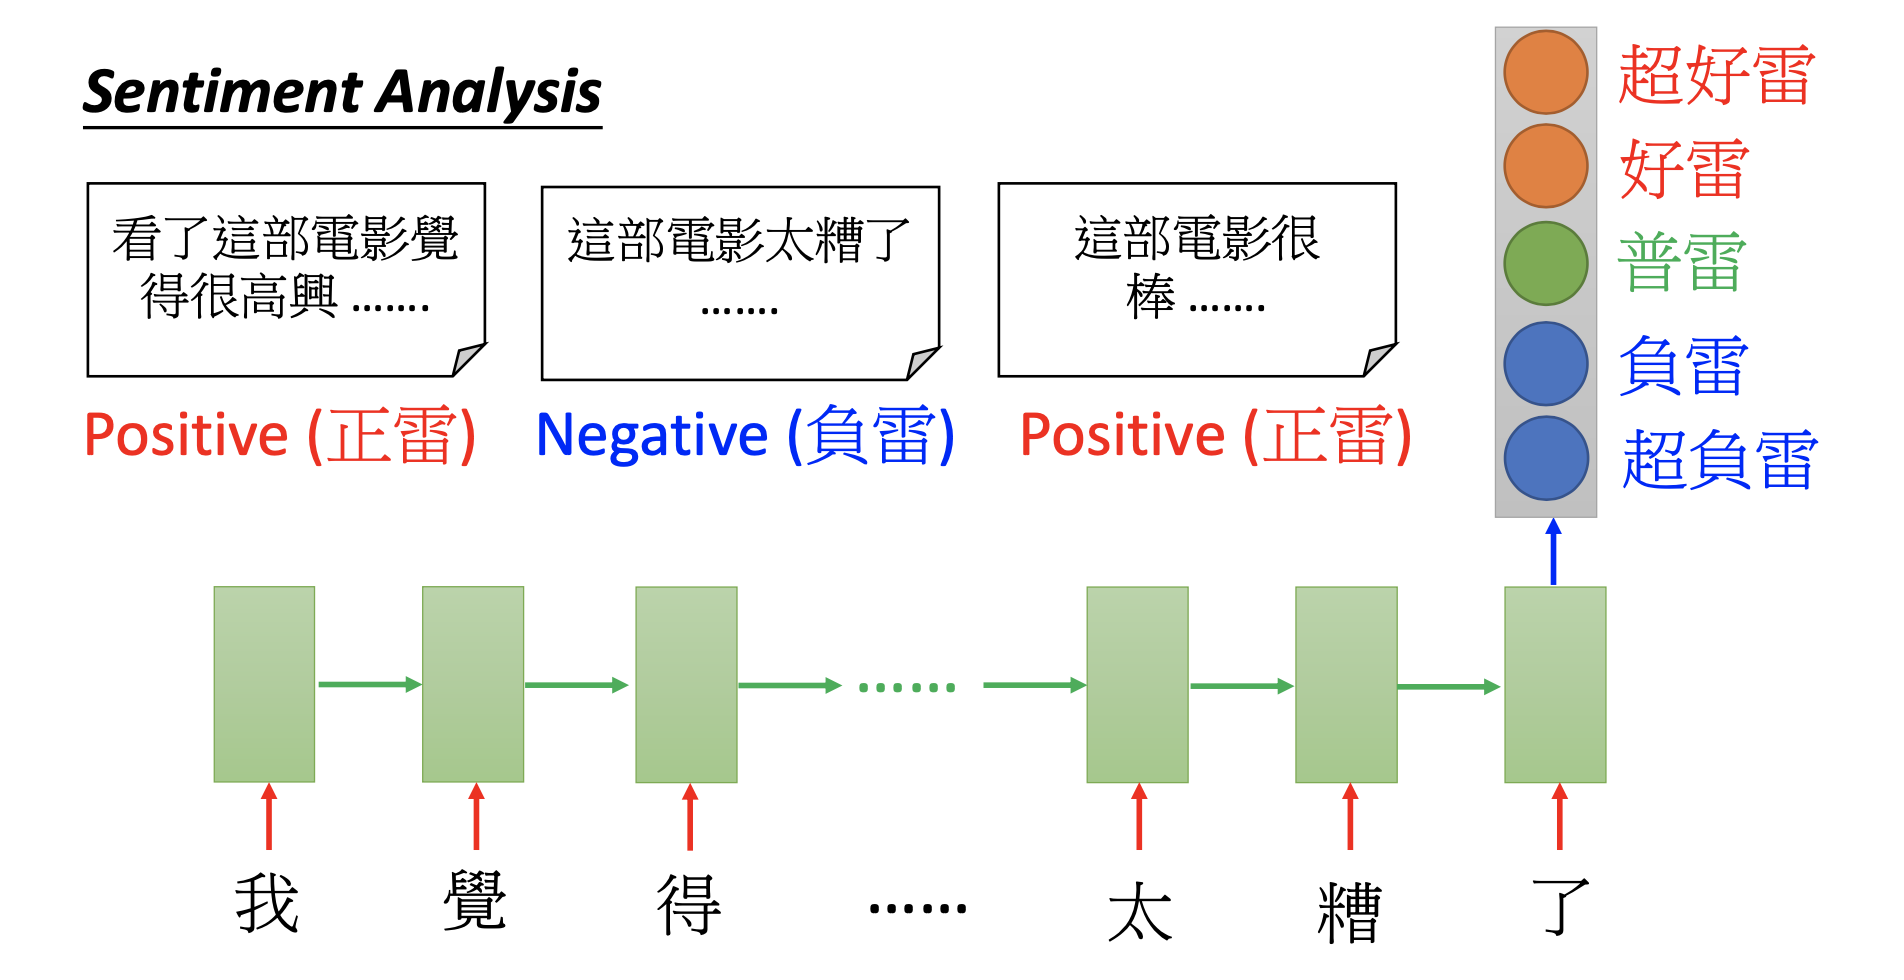 Sentiment Analysis
看了這部電影覺
得很高興 …….
Positive (正雷)
這部電影太糟了
…….
Negative (負雷)
這部電影很
棒 …….
Positive (正雷)
超好雷
好雷
普雷
負雷
超負雷
……
我 覺 得 …… 太 糟 了